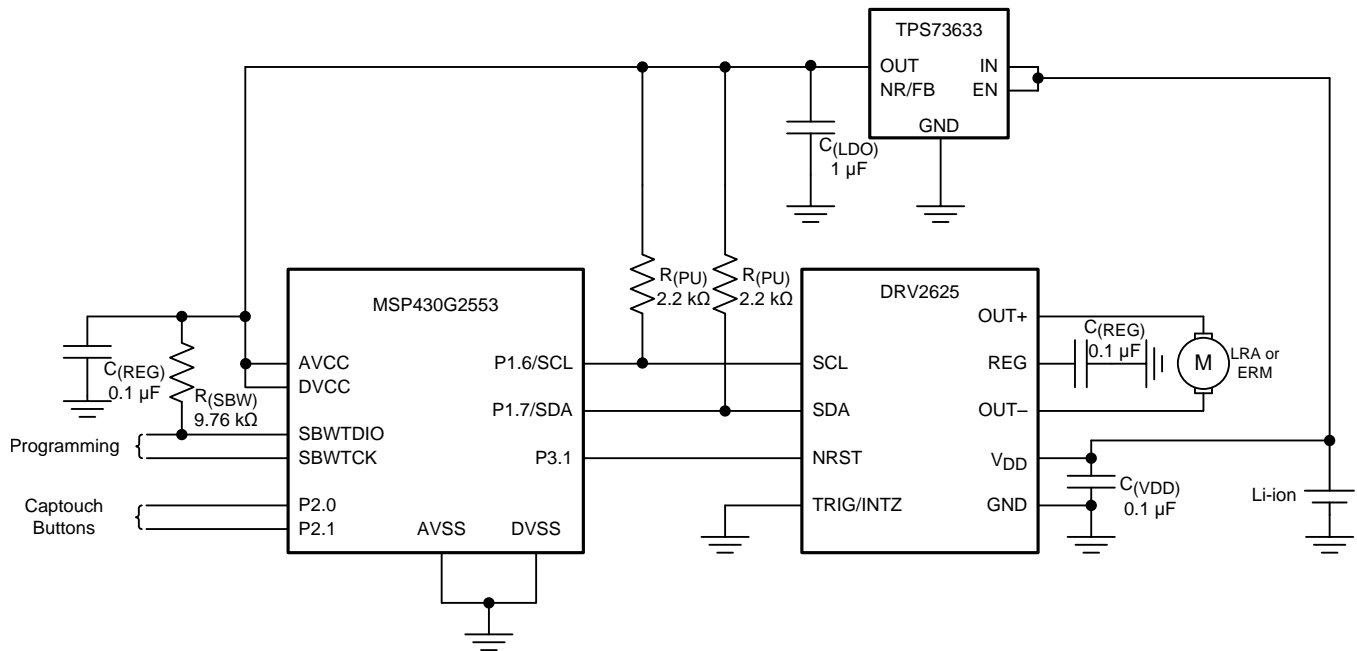 TPS73633
OUT
IN
NR/FB
EN
GND
C(LDO)
1 µF
R(PU)
2.2 kΩ
R(PU)
2.2 kΩ
MSP430G2553
DRV2625
C(REG)
0.1 µF
R(SBW)
9.76 kΩ
AVCC
DVCC
P1.6/SCL
P1.7/SDA
P3.1
SBWTDIO
SBWTCK
P2.0
P2.1
AVSS
DVSS
Programming
Captouch
Buttons
SCL
SDA
NRST
TRIG/INTZ
OUT+
REG
OUT–
VDD
GND
C(REG)
0.1 µF
M
LRA or
ERM
C(VDD)
0.1 µF
Li-ion